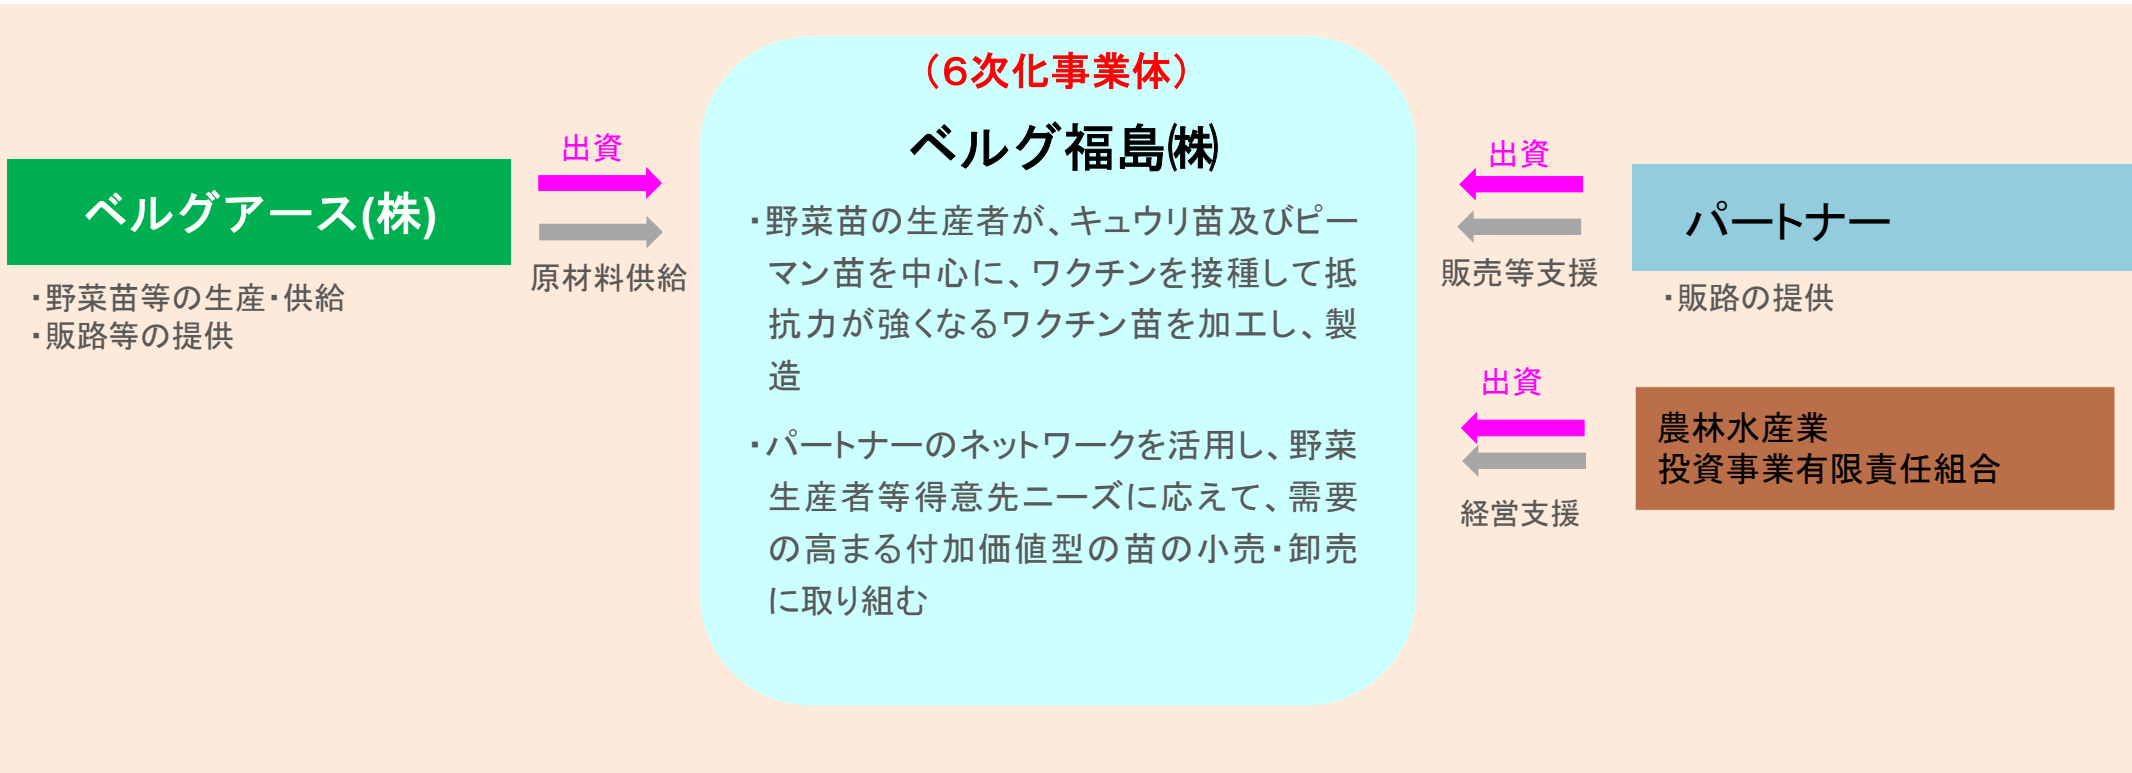 出資
ベルグアース(株)
原材料供給
・野菜苗等の生産・供給
・販路等の提供
（６次化事業体）
ベルグ福島㈱
・野菜苗の生産者が、キュウリ苗及びピー
マン苗を中心に、ワクチンを接種して抵
抗力が強くなるワクチン苗を加工し、製
造
・パートナーのネットワークを活用し、野菜
生産者等得意先ニーズに応えて、需要
の高まる付加価値型の苗の小売・卸売
に取り組む
出資
パートナー
販売等支援
・販路の提供
出資
農林水産業
投資事業有限責任組合
経営支援